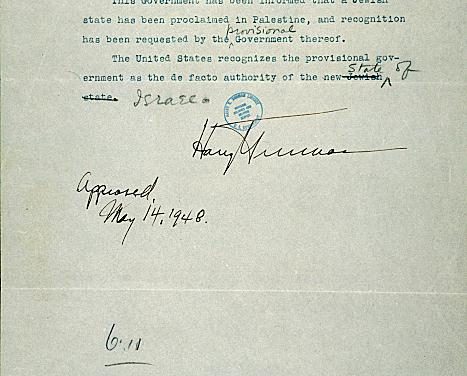 This Government has been informed that a Jewish
state has been proclaimed in Palestine, and recognition
provisional
has been requested by the Government thereof.
The United States recognizes the provisional gov-
State of
ernment as the de facto authority of the new Jewish
state. Israel.
Harry Truman
Approved,
May 14, 1948.
6.11